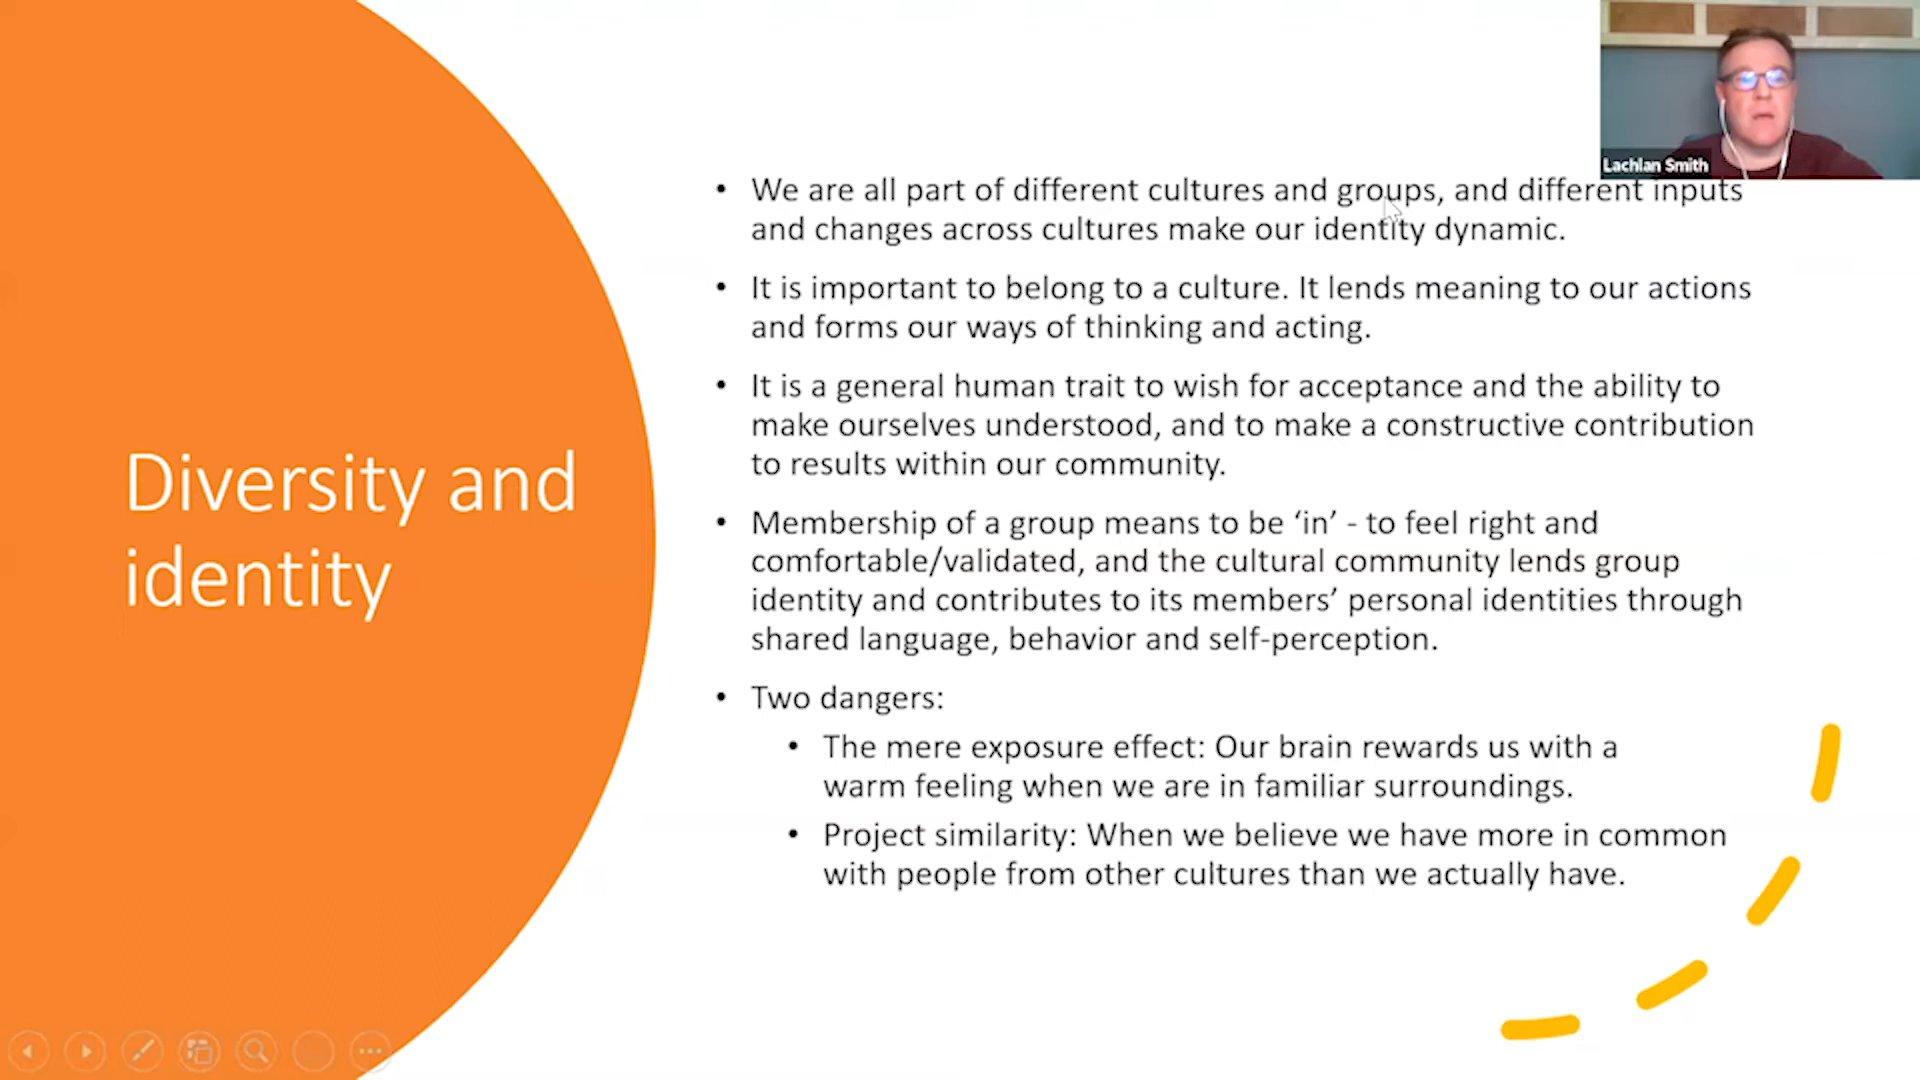 Lachlan Smith
Diversity and
identity
• We are all part of different cultures and groups, and different inputs
and changes across cultures make our identity dynamic.
• It is important to belong to a culture. It lends meaning to our actions
and forms our ways of thinking and acting.
• It is a general human trait to wish for acceptance and the ability to
make ourselves understood, and to make a constructive contribution
to results within our community.
• Membership of a group means to be ‘in’ - to feel right and
comfortable/validated, and the cultural community lends group
identity and contributes to its members’ personal identities through
shared language, behavior and self-perception.
• Two dangers:
• The mere exposure effect: Our brain rewards us with a
warm feeling when we are in familiar surroundings.
• Project similarity: When we believe we have more in common
with people from other cultures than we actually have.